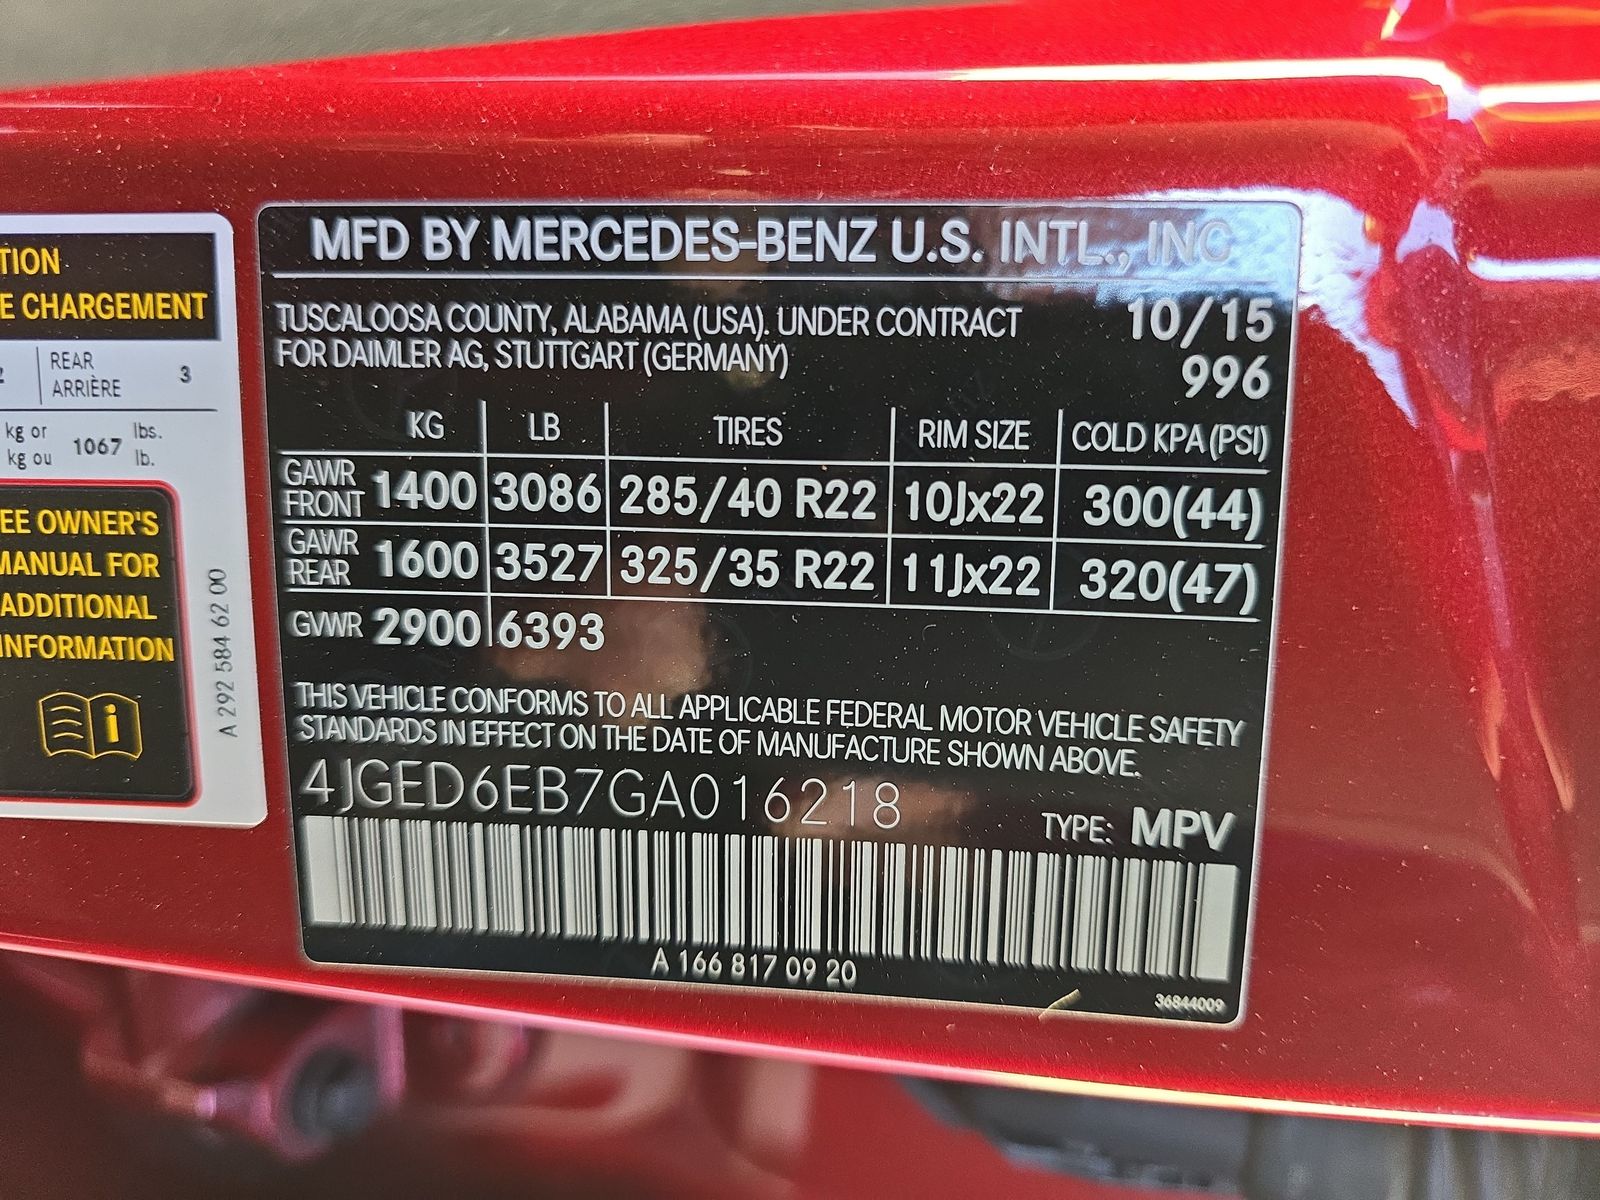 TION
E CHARGEMENT
REAR
ARRIÈRE 3
kg or
kg ou 1067 lbs.
lb.
EE OWNER'S
MANUAL FOR
ADDITIONAL
INFORMATION
i
A 292 584 62 00
MFD BY MERCEDES-BENZ U.S. INTL., INC
TUSCALOOSA COUNTY, ALABAMA (USA). UNDER CONTRACT
FOR DAIMLER AG, STUTTGART (GERMANY)
10/15
996
KG LB TIRES RIM SIZE COLD KPA (PSI)
GAWR
FRONT 1400 3086 285/40 R22 10Jx22 300(44)
GAWR
REAR 1600 3527 325/35 R22 11Jx22 320(47)
GVWR 2900 6393
THIS VEHICLE CONFORMS TO ALL APPLICABLE FEDERAL MOTOR VEHICLE SAFETY
STANDARDS IN EFFECT ON THE DATE OF MANUFACTURE SHOWN ABOVE.
4JGED6EB7GA016218
TYPE: MPV
A 166 817 09 20
36844009